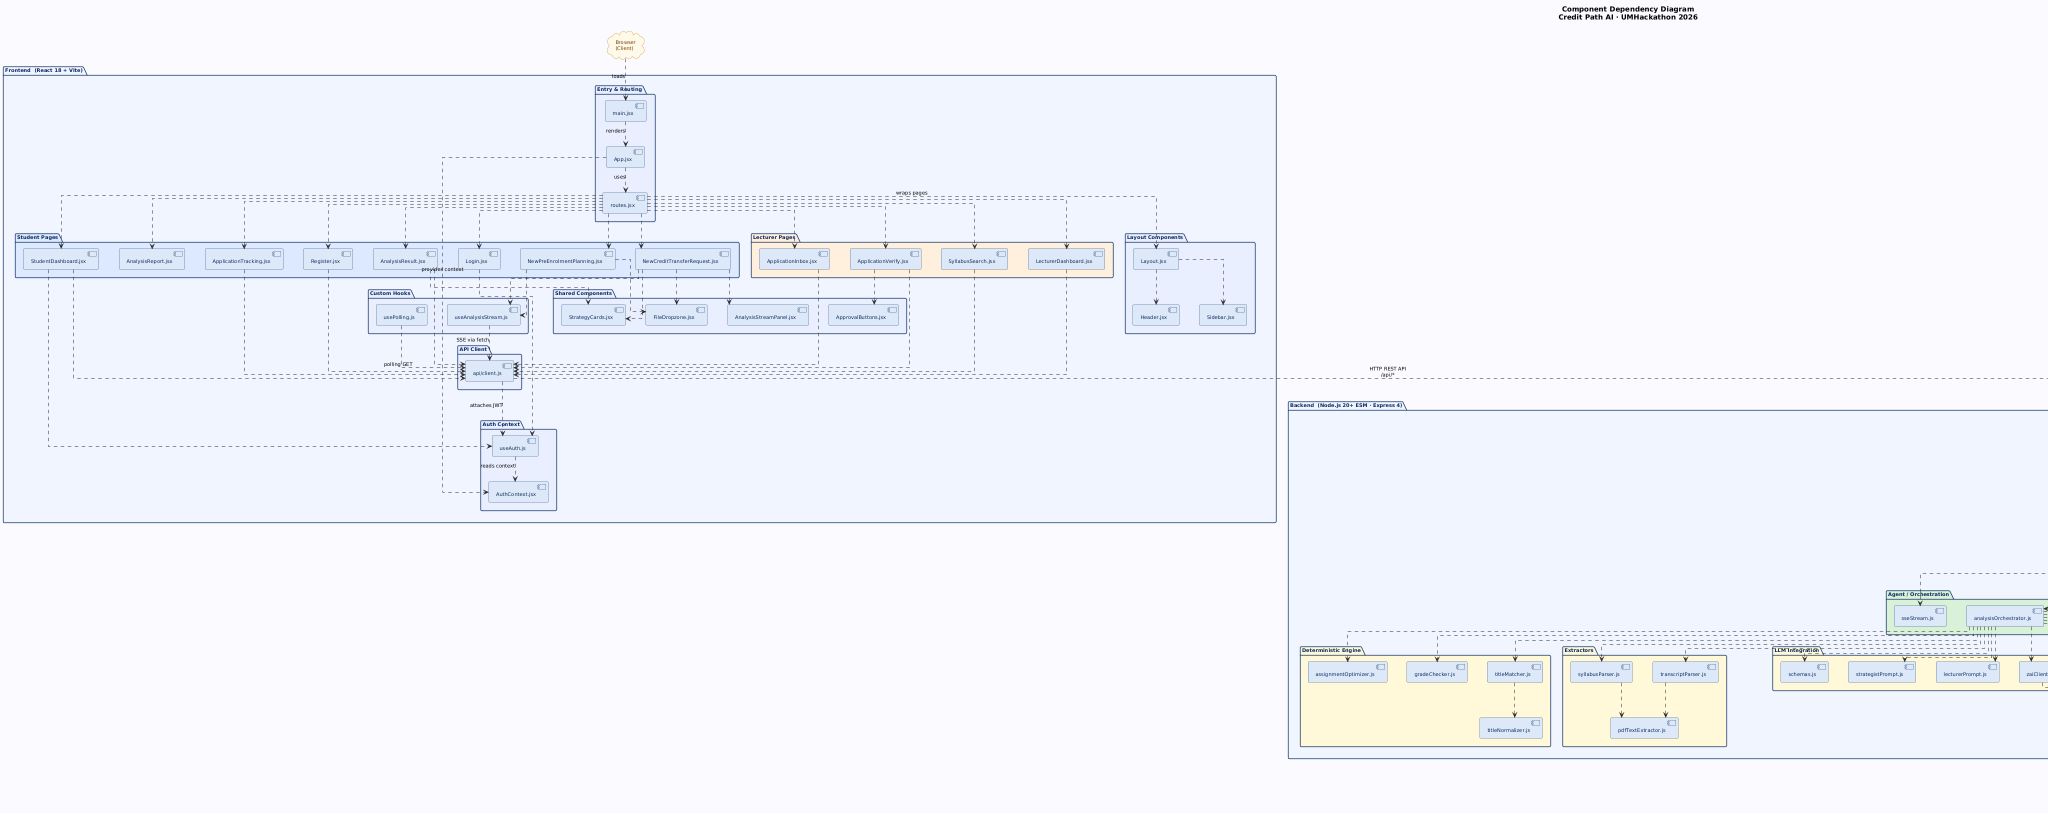 Component Dependency Diagram
Credit Path AI · UMHackathon 2026
Browser
(Client)
Frontend (React 18 + Vite)
loads
Entry & Routing
main.jsx
renders
App.jsx
uses
routes.jsx
wraps pages
Student Pages
StudentDashboard.jsx
AnalysisReport.jsx
ApplicationTracking.jsx
Register.jsx
AnalysisResult.jsx
Login.jsx
NewPreEnrolmentPlanning.jsx
NewCreditTransferRequest.jsx
provides context
Lecturer Pages
ApplicationInbox.jsx
ApplicationVerify.jsx
SyllabusSearch.jsx
LecturerDashboard.jsx
Layout Components
Layout.jsx
Header.jsx
Sidebar.jsx
Custom Hooks
usePolling.js
useAnalysisStream.js
Shared Components
StrategyCards.jsx
FileDropzone.jsx
AnalysisStreamPanel.jsx
ApprovalButtons.jsx
SSE via fetch
API Client
polling GET
api/client.js
HTTP REST API
/api/*
attaches JWT
Auth Context
useAuth.js
reads context
AuthContext.jsx
Backend (Node.js 20+ ESM · Express 4)
Agent / Orchestration
sseStream.js
analysisOrchestrator.js
Deterministic Engine
assignmentOptimizer.js
gradeChecker.js
titleMatcher.js
titleNormalizer.js
Extractors
syllabusParser.js
transcriptParser.js
pdfTextExtractor.js
LLM Integration
schemas.js
strategistPrompt.js
lecturerPrompt.js
zaiClient